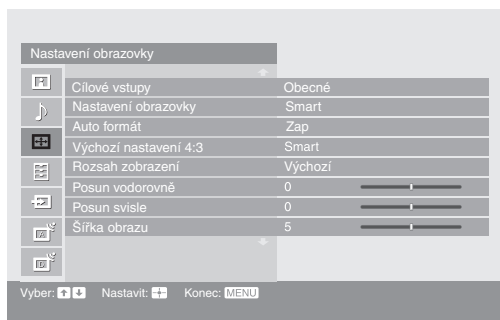 Nastavení obrazovky
Cílové vstupy Obecné
Nastavení obrazovky Smart
Auto formát Zap
Výchozí nastavení 4:3 Smart
Rozsah zobrazení Výchozí
Posun vodorovně 0
Posun svisle 0
Šířka obrazu 5
Vyber: Nastavit: Konec: MENU